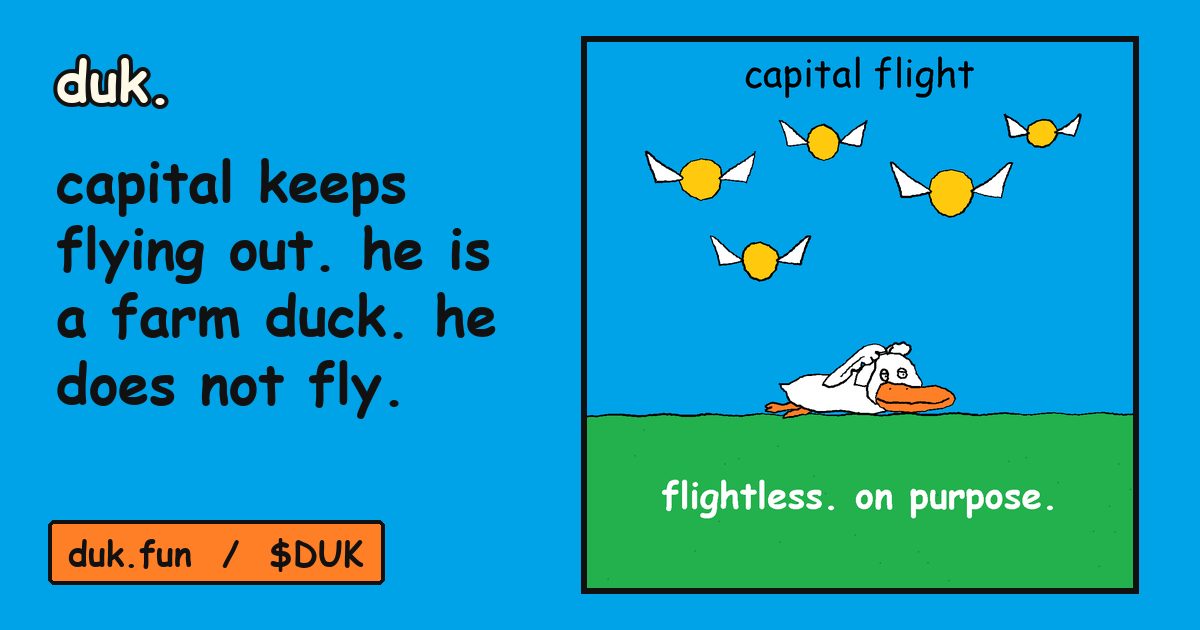 duk.
capital keeps
flying out. he is
a farm duck. he
does not fly.
duk.fun / $DUK
capital flight
flightless. on purpose.